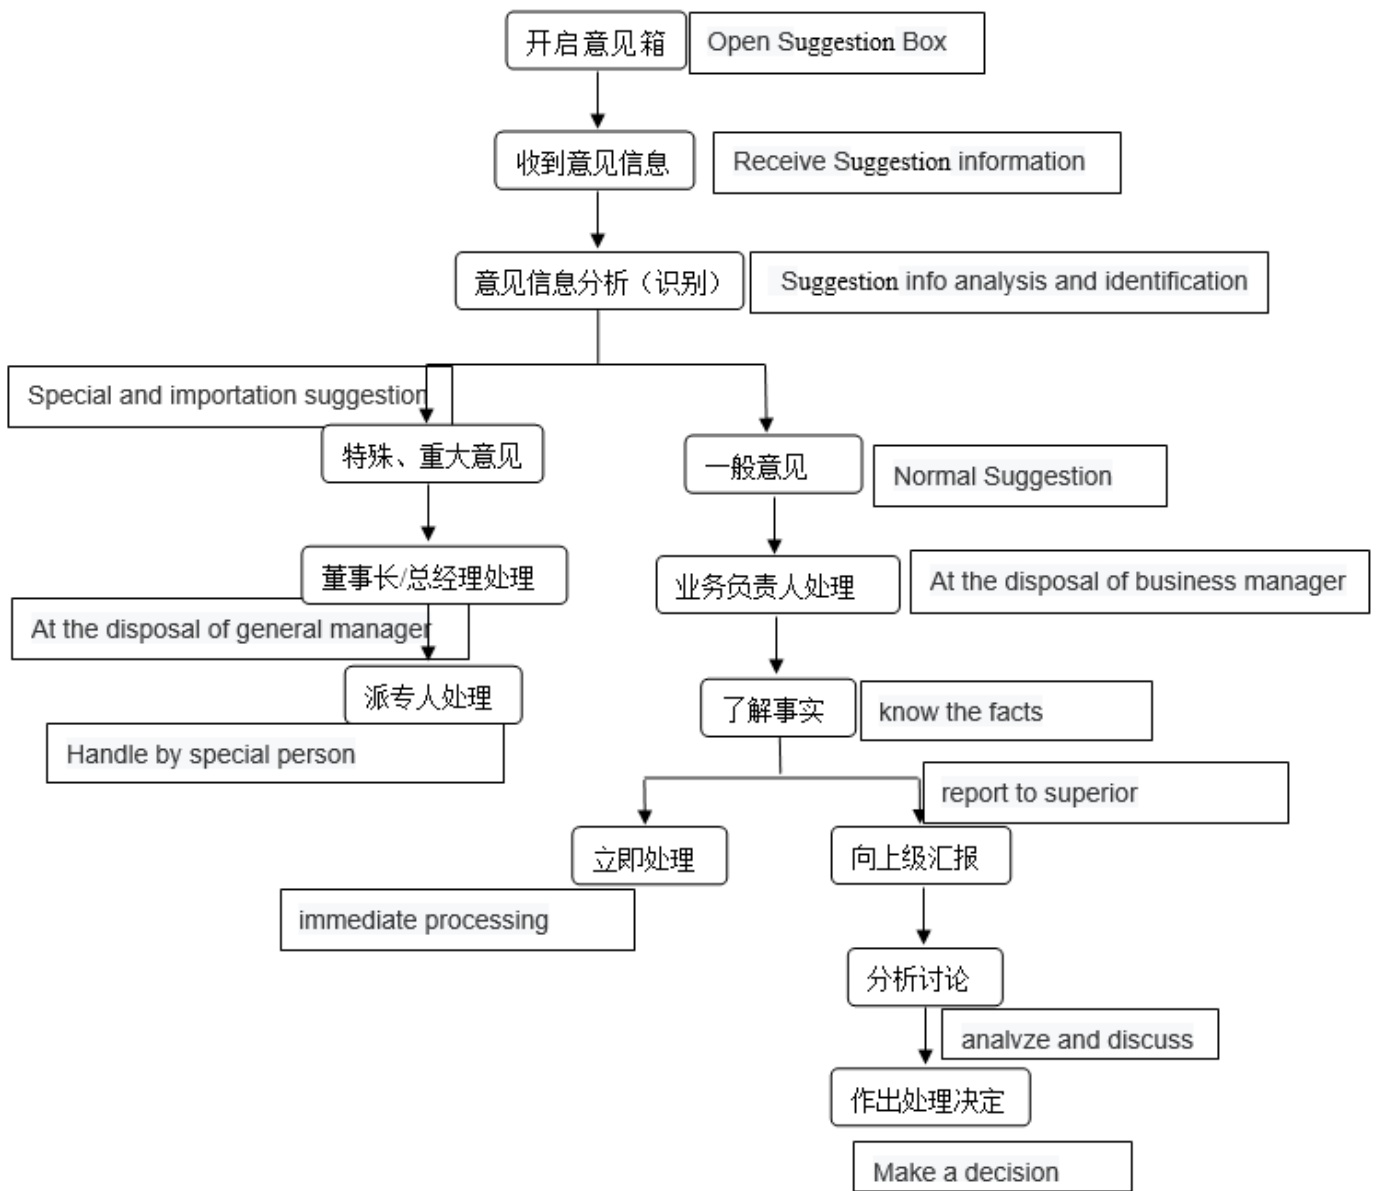 开启意见箱
Open Suggestion Box
收到意见信息
Receive Suggestion information
意见信息分析（识别）
Suggestion info analysis and identification
Special and importation suggestion
特殊、重大意见
一般意见
Normal Suggestion
董事长/总经理处理
业务负责人处理
At the disposal of business manager
At the disposal of general manager
派专人处理
了解事实
know the facts
Handle by special person
report to superior
立即处理
向上级汇报
immediate processing
分析讨论
analyze and discuss
作出处理决定
Make a decision